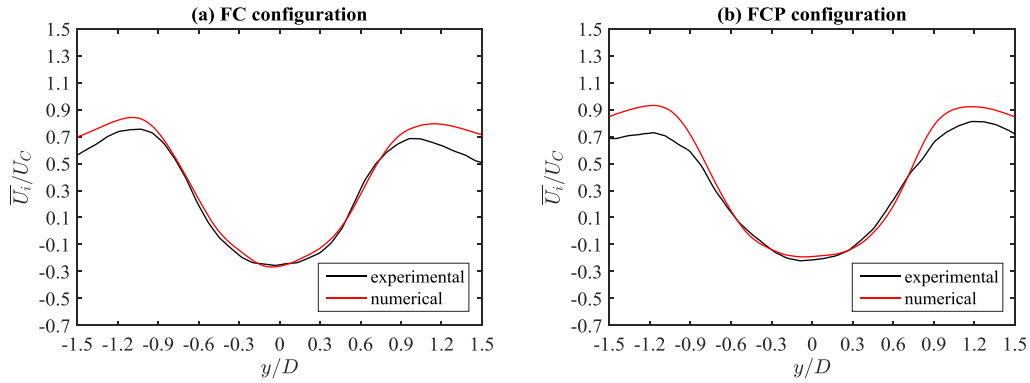 (a) FC configuration
1.5
1.3
1.1
0.9
0.7
0.5
0.3
0.1
-0.1
-0.3
-0.5
-0.7
-1.5 -1.2 -0.9 -0.6 -0.3 0 0.3 0.6 0.9 1.2 1.5
y/D
U̅ᵢ/U_C
experimental
numerical
(b) FCP configuration
1.5
1.3
1.1
0.9
0.7
0.5
0.3
0.1
-0.1
-0.3
-0.5
-0.7
-1.5 -1.2 -0.9 -0.6 -0.3 0 0.3 0.6 0.9 1.2 1.5
y/D
U̅ᵢ/U_C
experimental
numerical